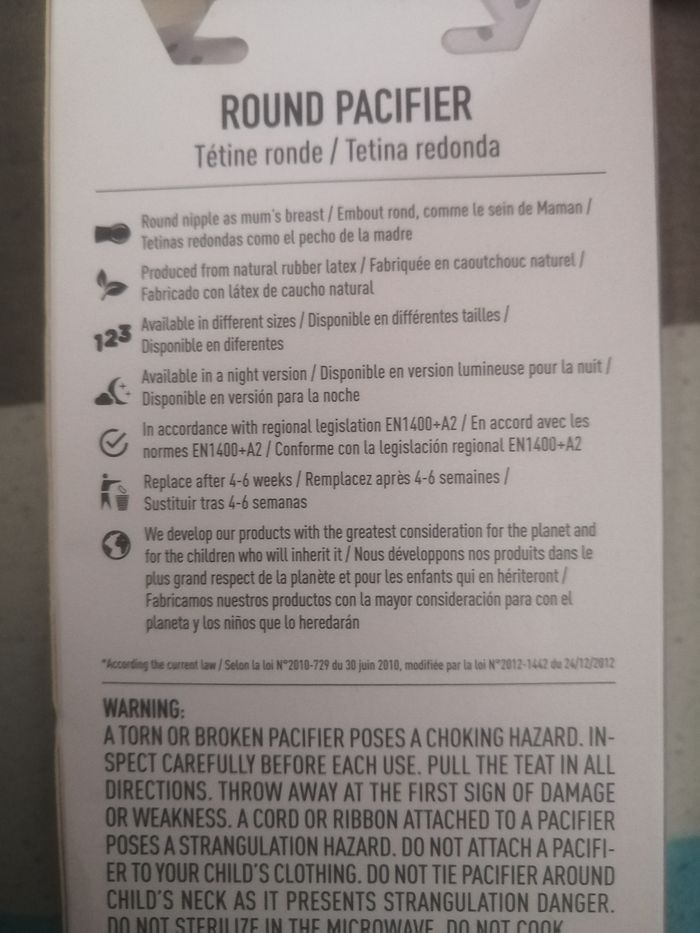 ROUND PACIFIER
Tétine ronde / Tetina redonda
Round nipple as mum's breast / Embout rond, comme le sein de Maman /
Tetinas redondas como el pecho de la madre
Produced from natural rubber latex / Fabriquée en caoutchouc naturel /
Fabricado con látex de caucho natural
123
Available in different sizes / Disponible en différentes tailles /
Disponible en diferentes
Available in a night version / Disponible en version lumineuse pour la nuit /
Disponible en versión para la noche
In accordance with regional legislation EN1400+A2 / En accord avec les
normes EN1400+A2 / Conforme con la legislación regional EN1400+A2
Replace after 4-6 weeks / Remplacez après 4-6 semaines /
Sustituir tras 4-6 semanas
We develop our products with the greatest consideration for the planet and
for the children who will inherit it / Nous développons nos produits dans le
plus grand respect de la planète et pour les enfants qui en hériteront /
Fabricamos nuestros productos con la mayor consideración para con el
planeta y los niños que lo heredarán
*According the current law / Selon la loi N°2010-729 du 30 juin 2010, modifiée par la loi N°2012-1442 du 24/12/2012
WARNING:
A TORN OR BROKEN PACIFIER POSES A CHOKING HAZARD. IN-
SPECT CAREFULLY BEFORE EACH USE. PULL THE TEAT IN ALL
DIRECTIONS. THROW AWAY AT THE FIRST SIGN OF DAMAGE
OR WEAKNESS. A CORD OR RIBBON ATTACHED TO A PACIFIER
POSES A STRANGULATION HAZARD. DO NOT ATTACH A PACIFI-
ER TO YOUR CHILD'S CLOTHING. DO NOT TIE PACIFIER AROUND
CHILD'S NECK AS IT PRESENTS STRANGULATION DANGER.
DO NOT STERILIZE IN THE MICROWAVE. DO NOT COOK